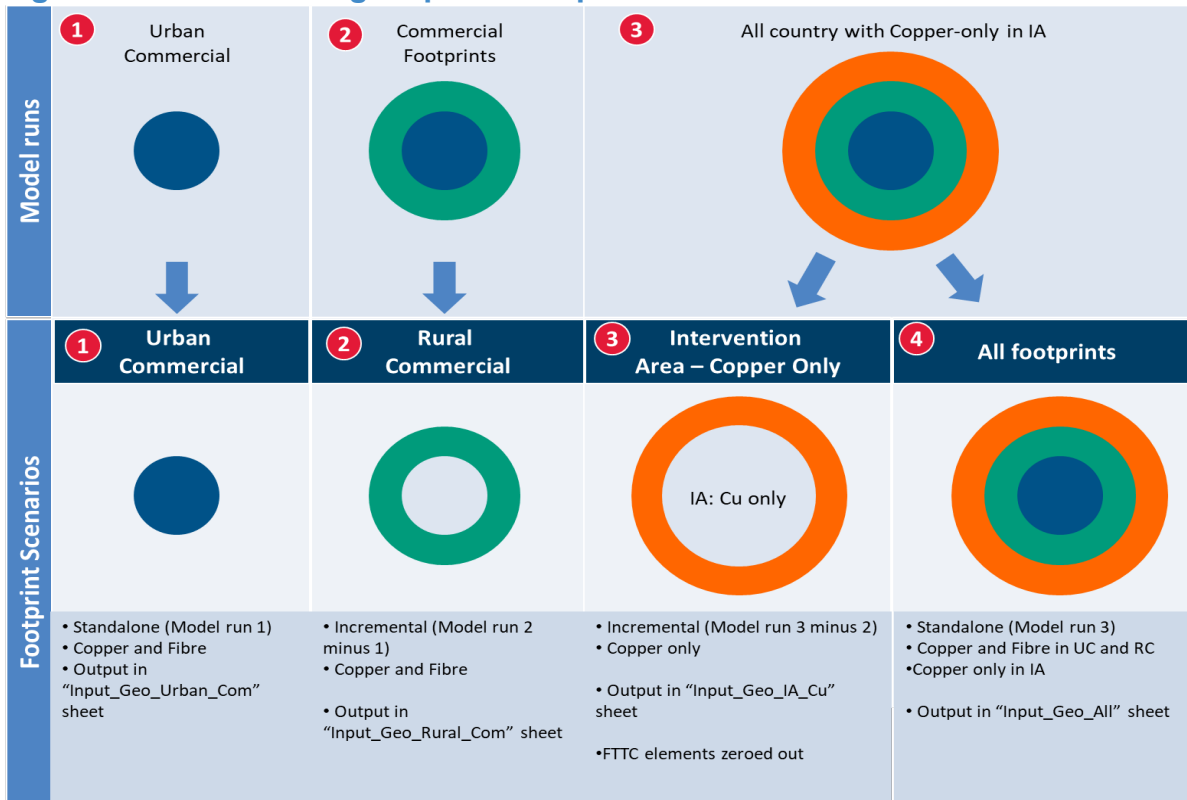 1
Urban
Commercial
2
Commercial
Footprints
3
All country with Copper-only in IA
Model runs
1
Urban
Commercial
2
Rural
Commercial
3
Intervention
Area – Copper Only
4
All footprints
Footprint Scenarios
IA: Cu only
• Standalone (Model run 1)
• Copper and Fibre
• Output in
“Input_Geo_Urban_Com”
sheet
• Incremental (Model run 2
minus 1)
• Copper and Fibre
• Output in
“Input_Geo_Rural_Com” sheet
• Incremental (Model run 3 minus 2)
• Copper only
• Output in “Input_Geo_IA_Cu”
sheet
•FTTC elements zeroed out
• Standalone (Model run 3)
• Copper and Fibre in UC and RC
•Copper only in IA
• Output in “Input_Geo_All” sheet